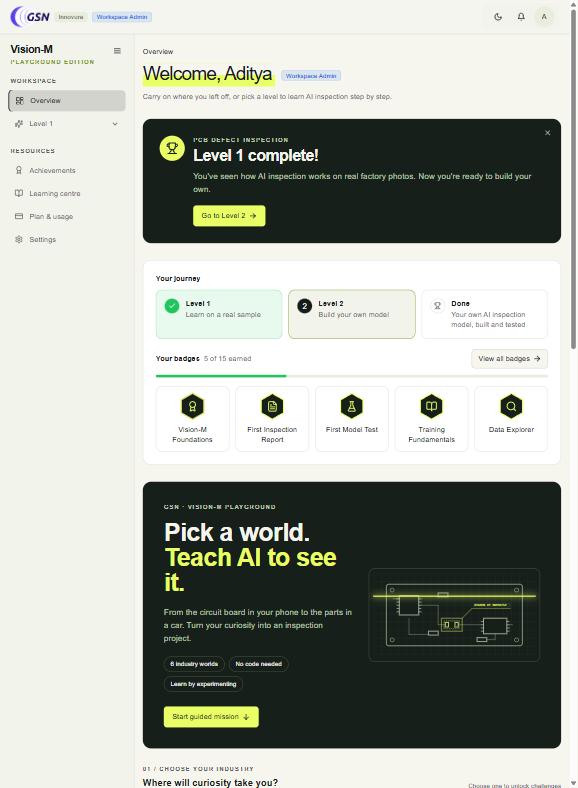 GSN
Innovura
Workspace Admin
A
Vision-M
PLAYGROUND EDITION
WORKSPACE
Overview
Level 1
RESOURCES
Achievements
Learning centre
Plan & usage
Settings
Overview
Welcome, Aditya
Workspace Admin
Carry on where you left off, or pick a level to learn AI inspection step by step.
PCB DEFECT INSPECTION
Level 1 complete!
You've seen how AI inspection works on real factory photos. Now you're ready to build your
own.
Go to Level 2 →
Your journey
Level 1
Learn on a real sample
2
Level 2
Build your own model
Done
Your own AI inspection
model, built and tested
Your badges 5 of 15 earned
View all badges →
Vision-M
Foundations
First Inspection
Report
First Model Test
Training
Fundamentals
Data Explorer
GSN · VISION-M PLAYGROUND
Pick a world.
Teach AI to see
it.
From the circuit board in your phone to the parts in
a car. Turn your curiosity into an inspection
project.
6 industry worlds
No code needed
Learn by experimenting
Start guided mission ↓
01 / CHOOSE YOUR INDUSTRY
Where will curiosity take you?
Choose one to unlock challenges